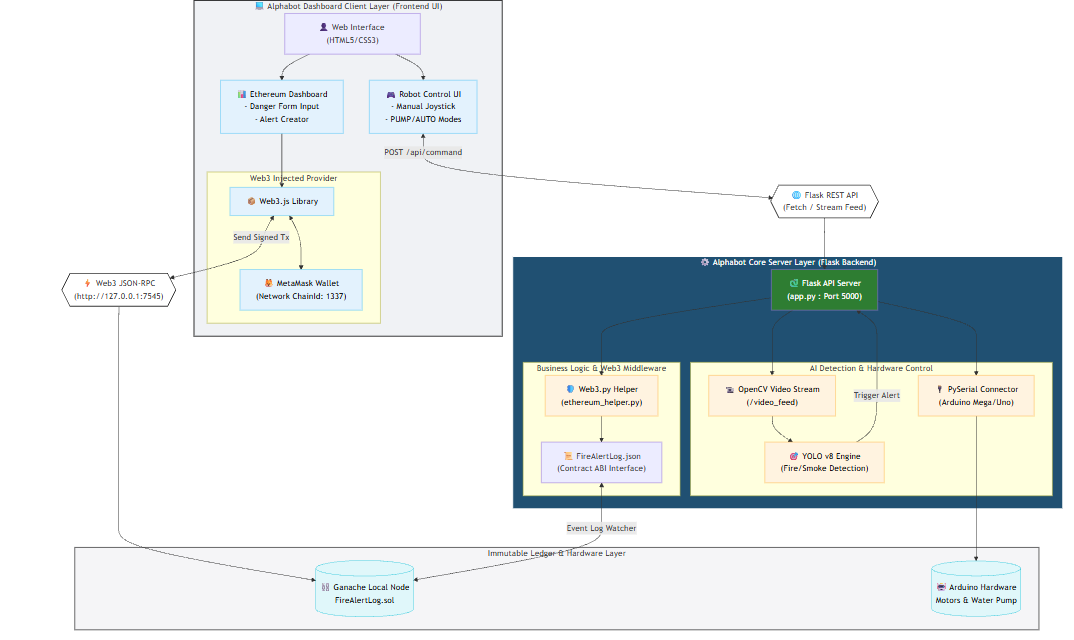 Alphabot Dashboard Client Layer (Frontend UI)
Web Interface
(HTML5/CSS3)
Ethereum Dashboard
- Danger Form Input
- Alert Creator
Robot Control UI
- Manual Joystick
- PUMP/AUTO Modes
POST /api/command
Web3 Injected Provider
Web3.js Library
Send Signed Tx
MetaMask Wallet
(Network ChainId: 1337)
Web3 JSON-RPC
(http://127.0.0.1:7545)
Flask REST API
(Fetch / Stream Feed)
Alphabot Core Server Layer (Flask Backend)
Flask API Server
(app.py : Port 5000)
Business Logic & Web3 Middleware
Web3.py Helper
(ethereum_helper.py)
FireAlertLog.json
(Contract ABI Interface)
AI Detection & Hardware Control
OpenCV Video Stream
(/video_feed)
Trigger Alert
PySerial Connector
(Arduino Mega/Uno)
YOLO v8 Engine
(Fire/Smoke Detection)
Event Log Watcher
Immutable Ledger & Hardware Layer
Ganache Local Node
FireAlertLog.sol
Arduino Hardware
Motors & Water Pump